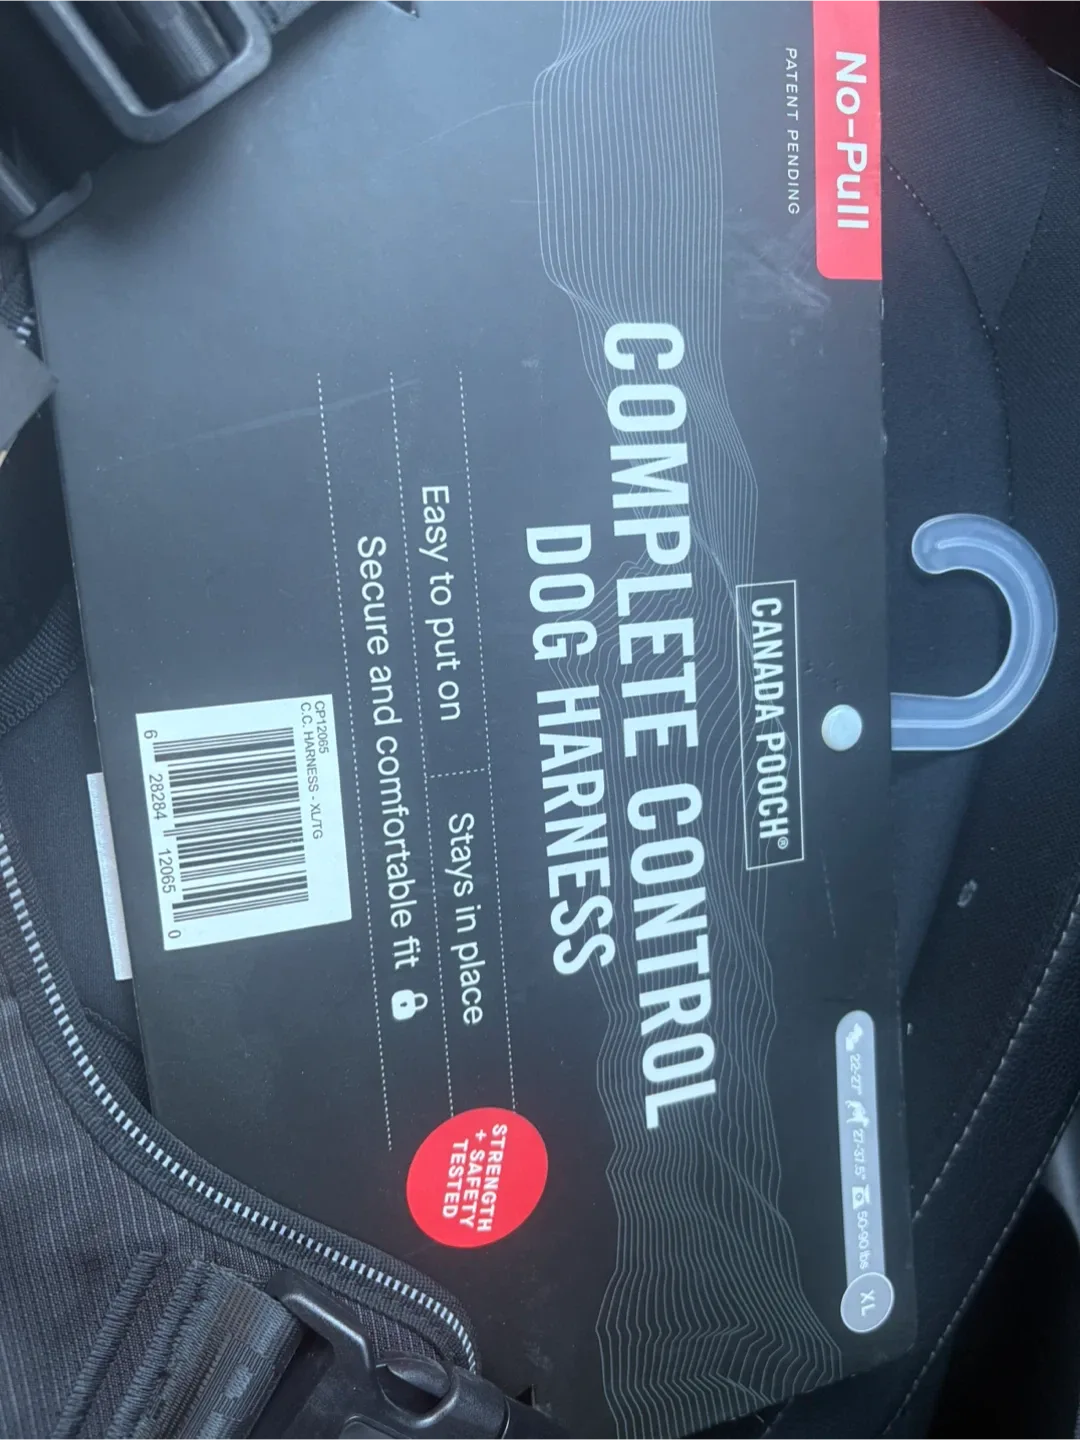 No-Pull
PATENT PENDING
CANADA POOCH®
22-27" 27-37.5" 50-90 lbs XL
COMPLETE CONTROL
DOG HARNESS
Easy to put on
Stays in place
Secure and comfortable fit
STRENGTH
+ SAFETY
TESTED
CP12065
C.C. HARNESS - XL/TG
6 28284 12065 0